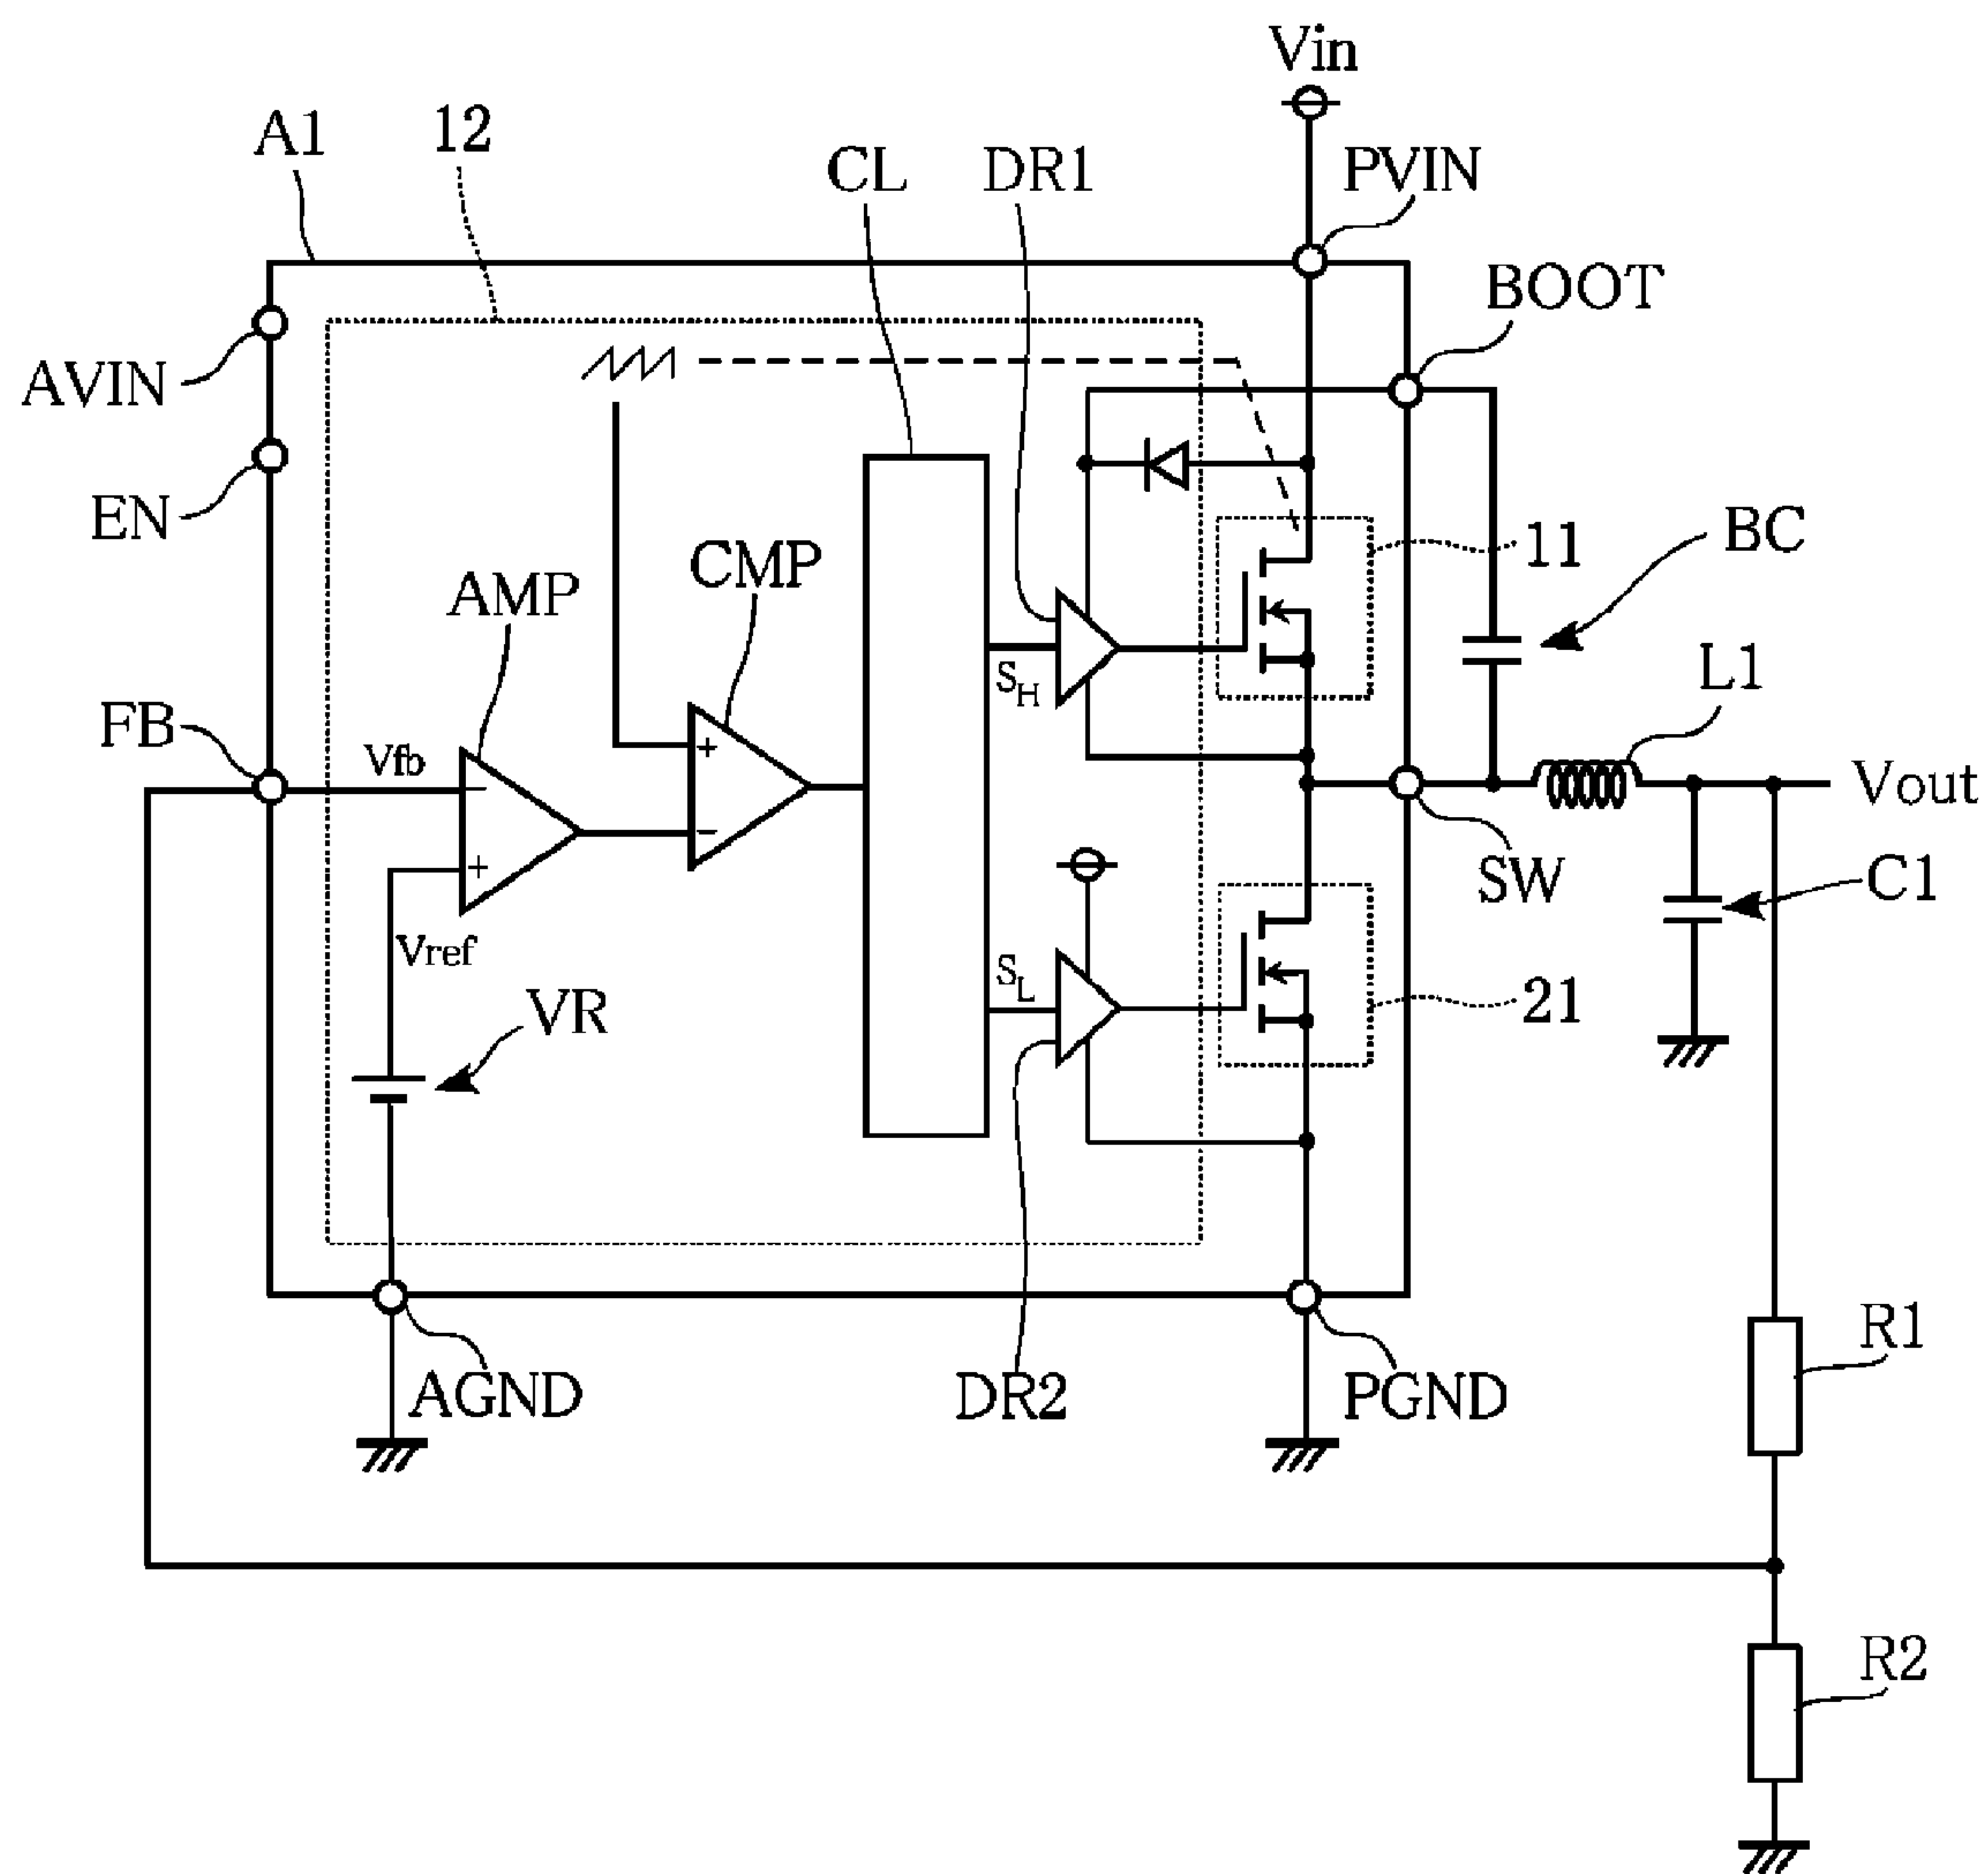 Vin
A1
12
CL
DR1
PVIN
BOOT
AVIN
EN
11
BC
AMP
CMP
S_H
L1
FB
Vfb
−
+
Vout
−
+
SW
C1
Vref
S_L
VR
21
AGND
DR2
PGND
R1
R2